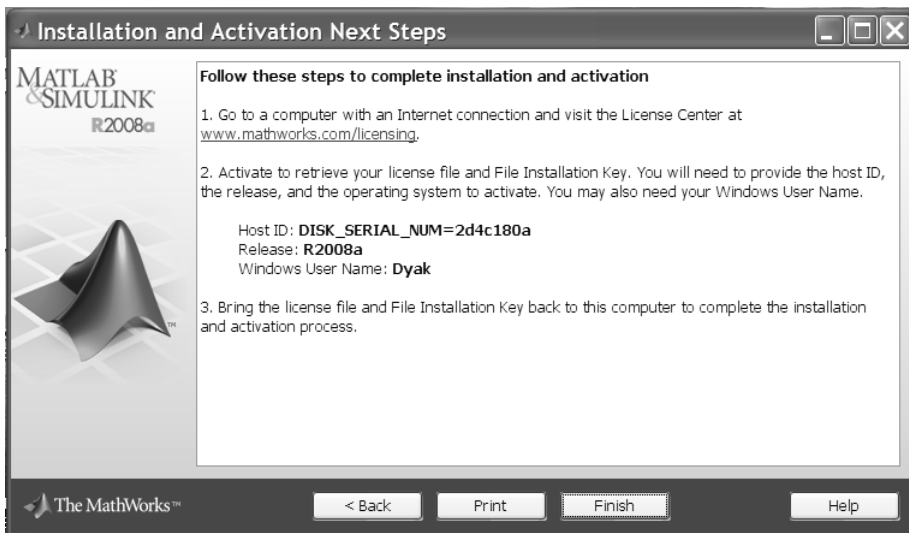 Installation and Activation Next Steps
MATLAB®
&SIMULINK®
R2008a
Follow these steps to complete installation and activation
1. Go to a computer with an Internet connection and visit the License Center at
www.mathworks.com/licensing.
2. Activate to retrieve your license file and File Installation Key. You will need to provide the host ID,
the release, and the operating system to activate. You may also need your Windows User Name.
Host ID: DISK_SERIAL_NUM=2d4c180a
Release: R2008a
Windows User Name: Dyak
3. Bring the license file and File Installation Key back to this computer to complete the installation
and activation process.
TM
The MathWorks™
< Back
Print
Finish
Help